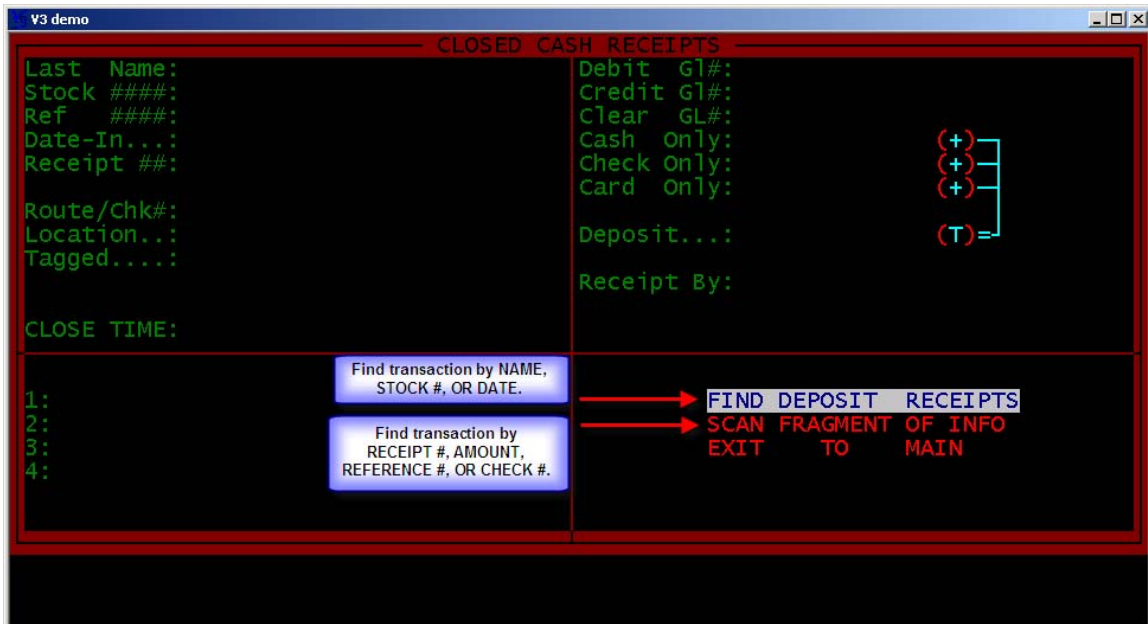 V3 demo
CLOSED CASH RECEIPTS
Last Name:
Stock ####:
Ref ####:
Date-In...:
Receipt ##:
Route/Chk#:
Location..:
Tagged....:
CLOSE TIME:
Debit Gl#:
Credit Gl#:
Clear GL#:
Cash Only: (+)
Check Only: (+)
Card Only: (+)
Deposit...: (T)=
Receipt By:
1:
2:
3:
4:
Find transaction by NAME,
STOCK #, OR DATE.
Find transaction by
RECEIPT #, AMOUNT,
REFERENCE #, OR CHECK #.
FIND DEPOSIT RECEIPTS
SCAN FRAGMENT OF INFO
EXIT TO MAIN